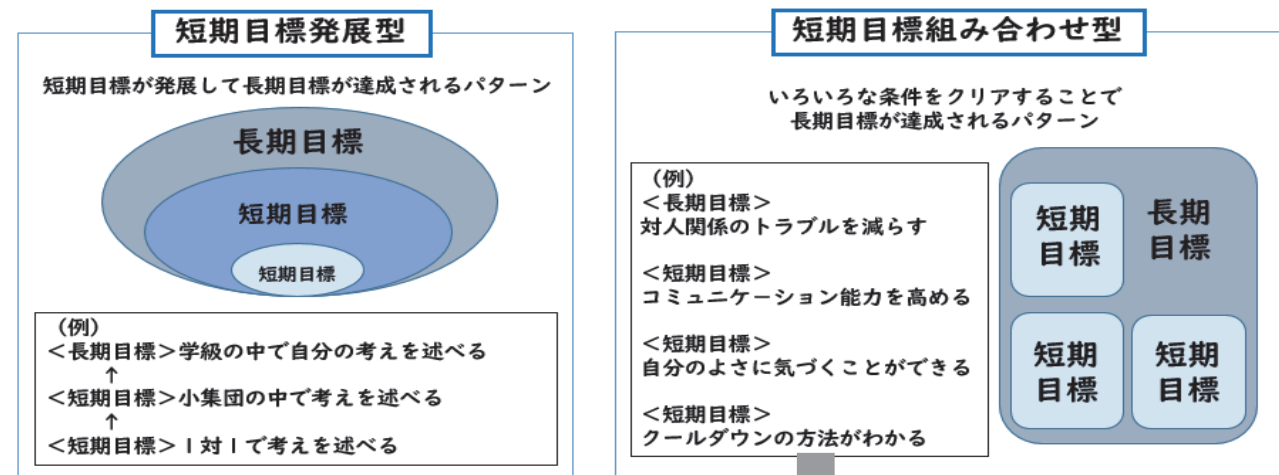 短期目標発展型
短期目標が発展して長期目標が達成されるパターン
長期目標
短期目標
短期目標
（例）
＜長期目標＞学級の中で自分の考えを述べる
↑
＜短期目標＞小集団の中で考えを述べる
↑
＜短期目標＞１対１で考えを述べる
短期目標組み合わせ型
いろいろな条件をクリアすることで
長期目標が達成されるパターン
（例）
＜長期目標＞
対人関係のトラブルを減らす
＜短期目標＞
コミュニケーション能力を高める
＜短期目標＞
自分のよさに気づくことができる
＜短期目標＞
クールダウンの方法がわかる
短期
目標
長期
目標
短期
目標
短期
目標